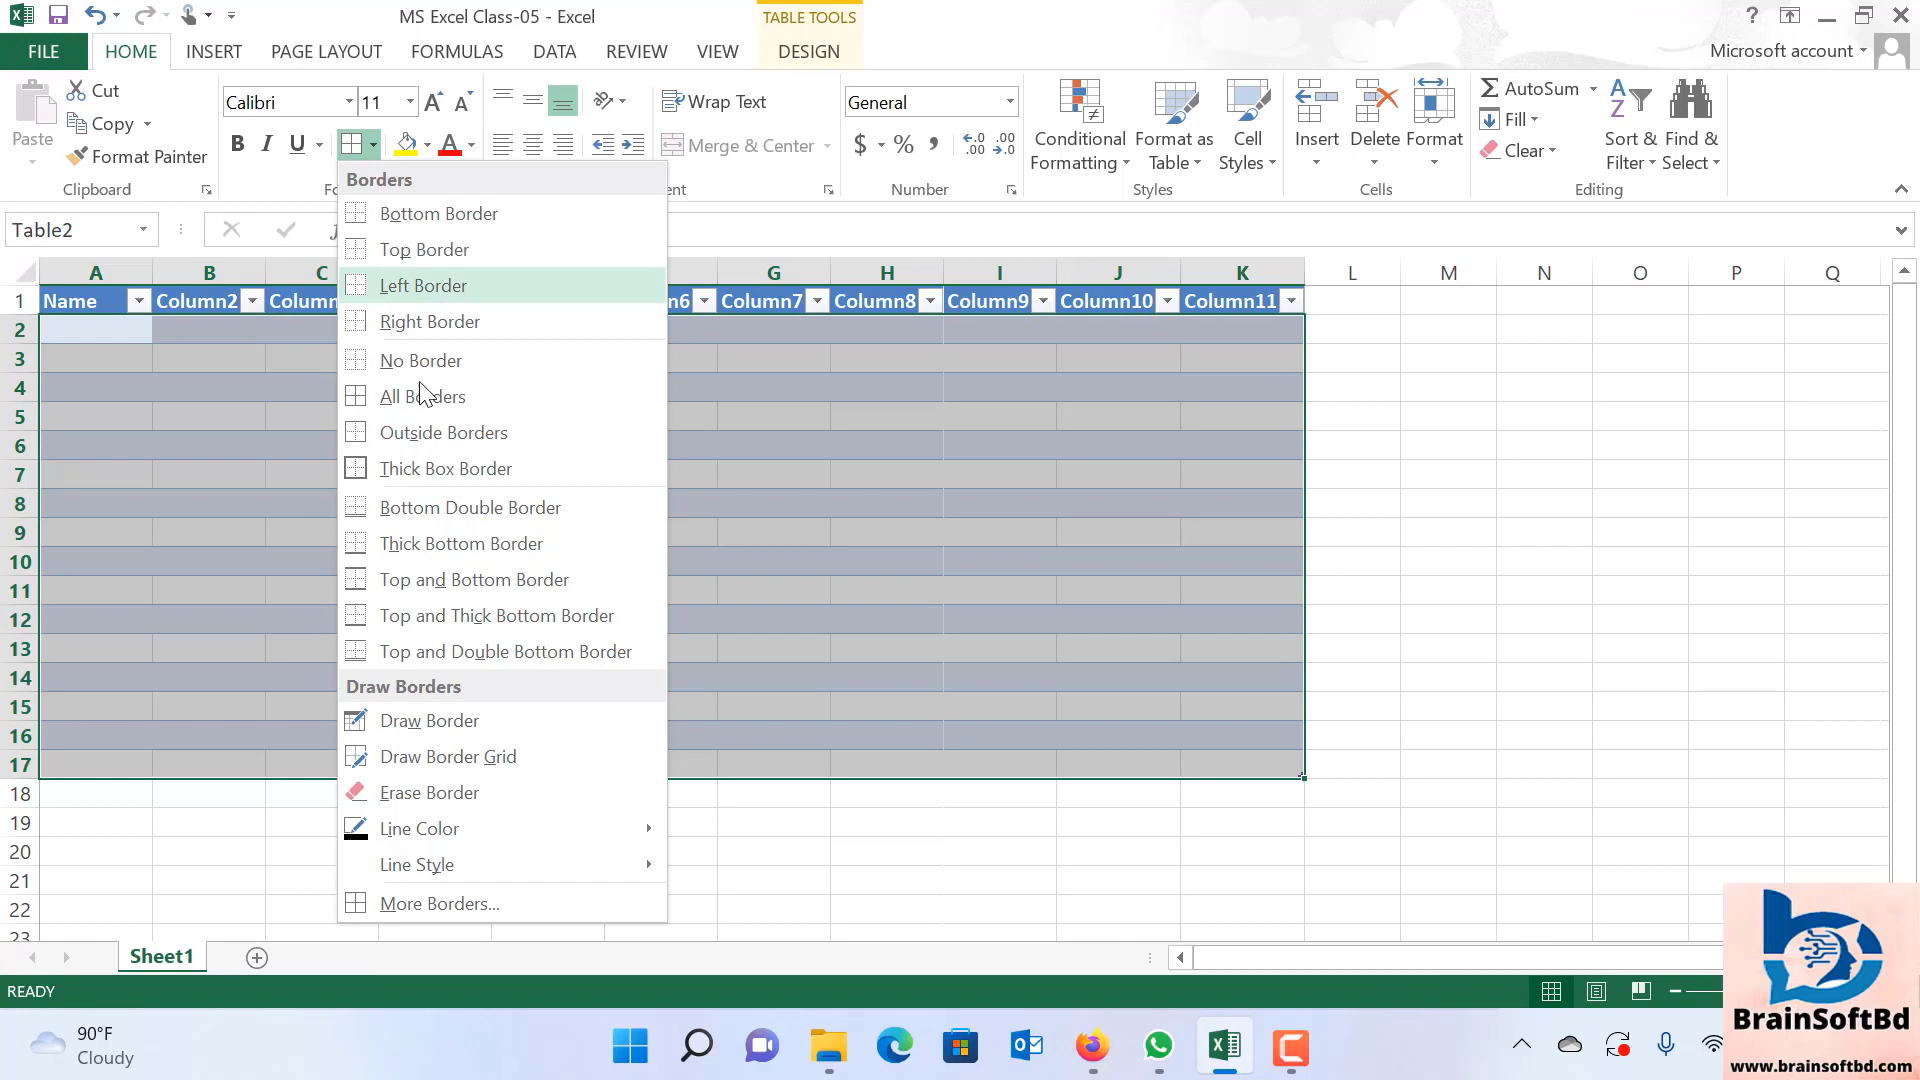 MS Excel Class-05 - Excel
TABLE TOOLS
?
FILE
HOME
INSERT
PAGE LAYOUT
FORMULAS
DATA
REVIEW
VIEW
DESIGN
Microsoft account
Paste
Cut
Copy
Format Painter
Clipboard
Calibri
11
B I U
Wrap Text
Merge & Center
General
$ % ,
Number
Conditional
Formatting
Format as
Table
Cell
Styles
Styles
Insert
Delete
Format
Cells
AutoSum
Fill
Clear
Sort &
Filter
Find &
Select
Editing
Table2
Borders
Bottom Border
Top Border
Left Border
Right Border
No Border
All Borders
Outside Borders
Thick Box Border
Bottom Double Border
Thick Bottom Border
Top and Bottom Border
Top and Thick Bottom Border
Top and Double Bottom Border
Draw Borders
Draw Border
Draw Border Grid
Erase Border
Line Color
Line Style
More Borders...
A B C G H I J K L M N O P Q
1 Name Column2 Column7 Column8 Column9 Column10 Column11
2
3
4
5
6
7
8
9
10
11
12
13
14
15
16
17
18
19
20
21
22
23
Sheet1
READY
90°F
Cloudy
BrainSoftBd
www.brainsoftbd.com